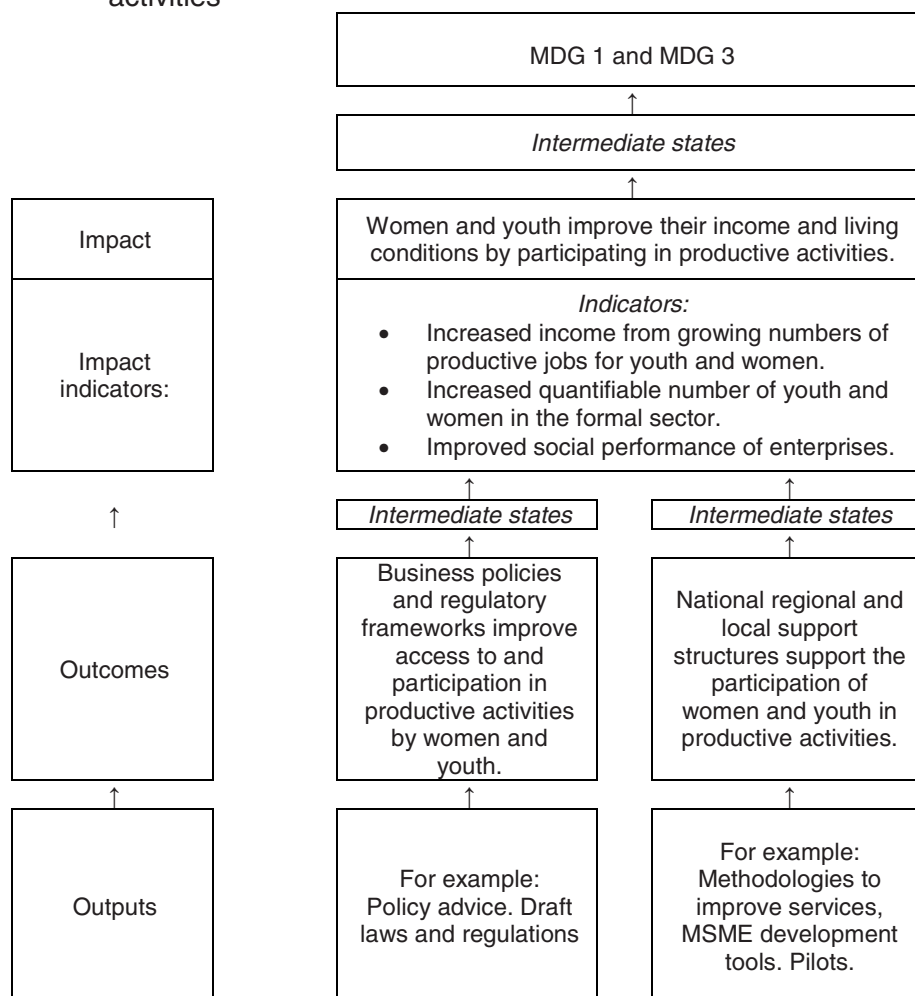 activities
MDG 1 and MDG 3
↑
Intermediate states
↑
Impact
Women and youth improve their income and living
conditions by participating in productive activities.
Impact
indicators:
Indicators:
• Increased income from growing numbers of
productive jobs for youth and women.
• Increased quantifiable number of youth and
women in the formal sector.
• Improved social performance of enterprises.
↑ ↑ ↑
Intermediate states
Intermediate states
↑ ↑
Outcomes
Business policies
and regulatory
frameworks improve
access to and
participation in
productive activities
by women and
youth.
National regional and
local support
structures support the
participation of
women and youth in
productive activities.
↑ ↑ ↑
Outputs
For example:
Policy advice. Draft
laws and regulations
For example:
Methodologies to
improve services,
MSME development
tools. Pilots.